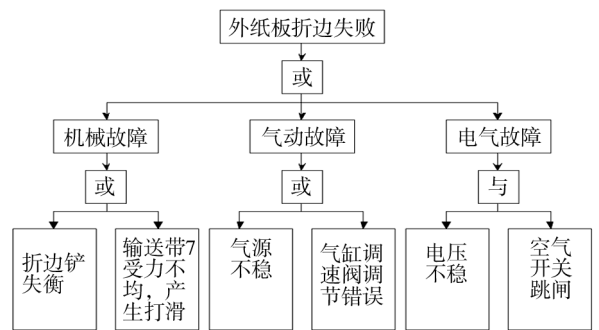 外纸板折边失败
或
机械故障
气动故障
电气故障
或
或
与
折边铲
失衡
输送带7
受力不
均，产
生打滑
气源
不稳
气缸调
速阀调
节错误
电压
不稳
空气
开关
跳闸